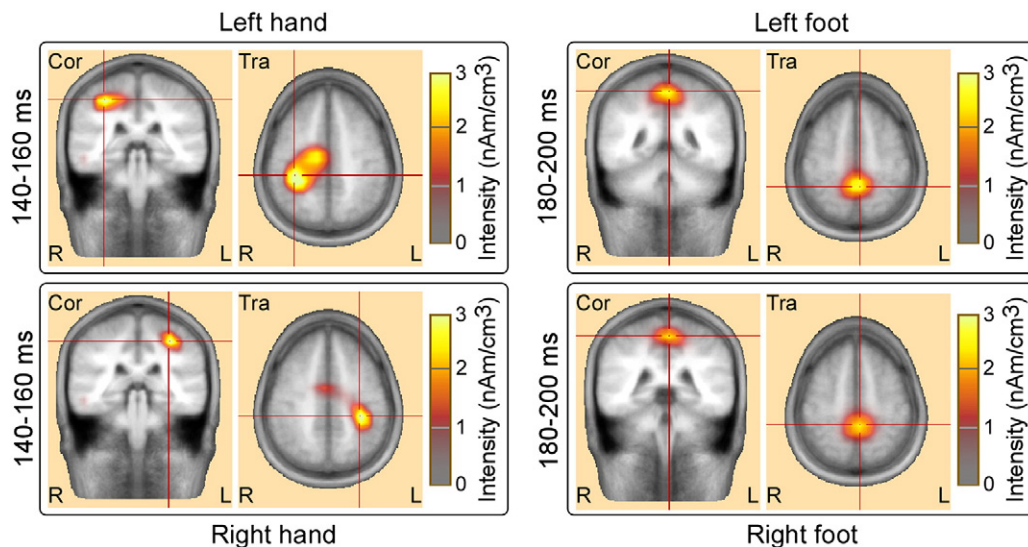 Left hand
Left foot
140-160 ms
Cor
Tra
R
R L
3
2
1
0
Intensity (nAm/cm3)
180-200 ms
Cor
Tra
R
R L
3
2
1
0
Intensity (nAm/cm3)
140-160 ms
Cor
Tra
R L
R L
3
2
1
0
Intensity (nAm/cm3)
180-200 ms
Cor
Tra
R L
R L
3
2
1
0
Intensity (nAm/cm3)
Right hand
Right foot